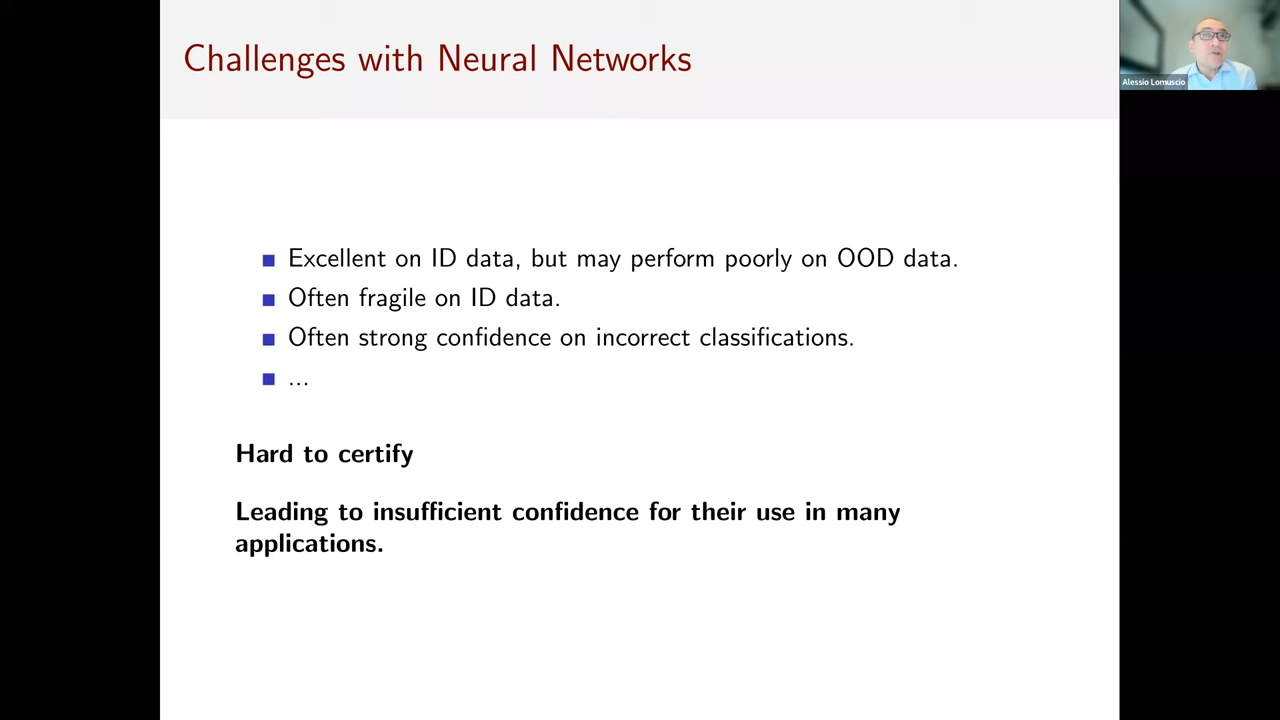 Challenges with Neural Networks
Alessio Lomuscio
Excellent on ID data, but may perform poorly on OOD data.
Often fragile on ID data.
Often strong confidence on incorrect classifications.
...
Hard to certify
Leading to insufficient confidence for their use in many
applications.